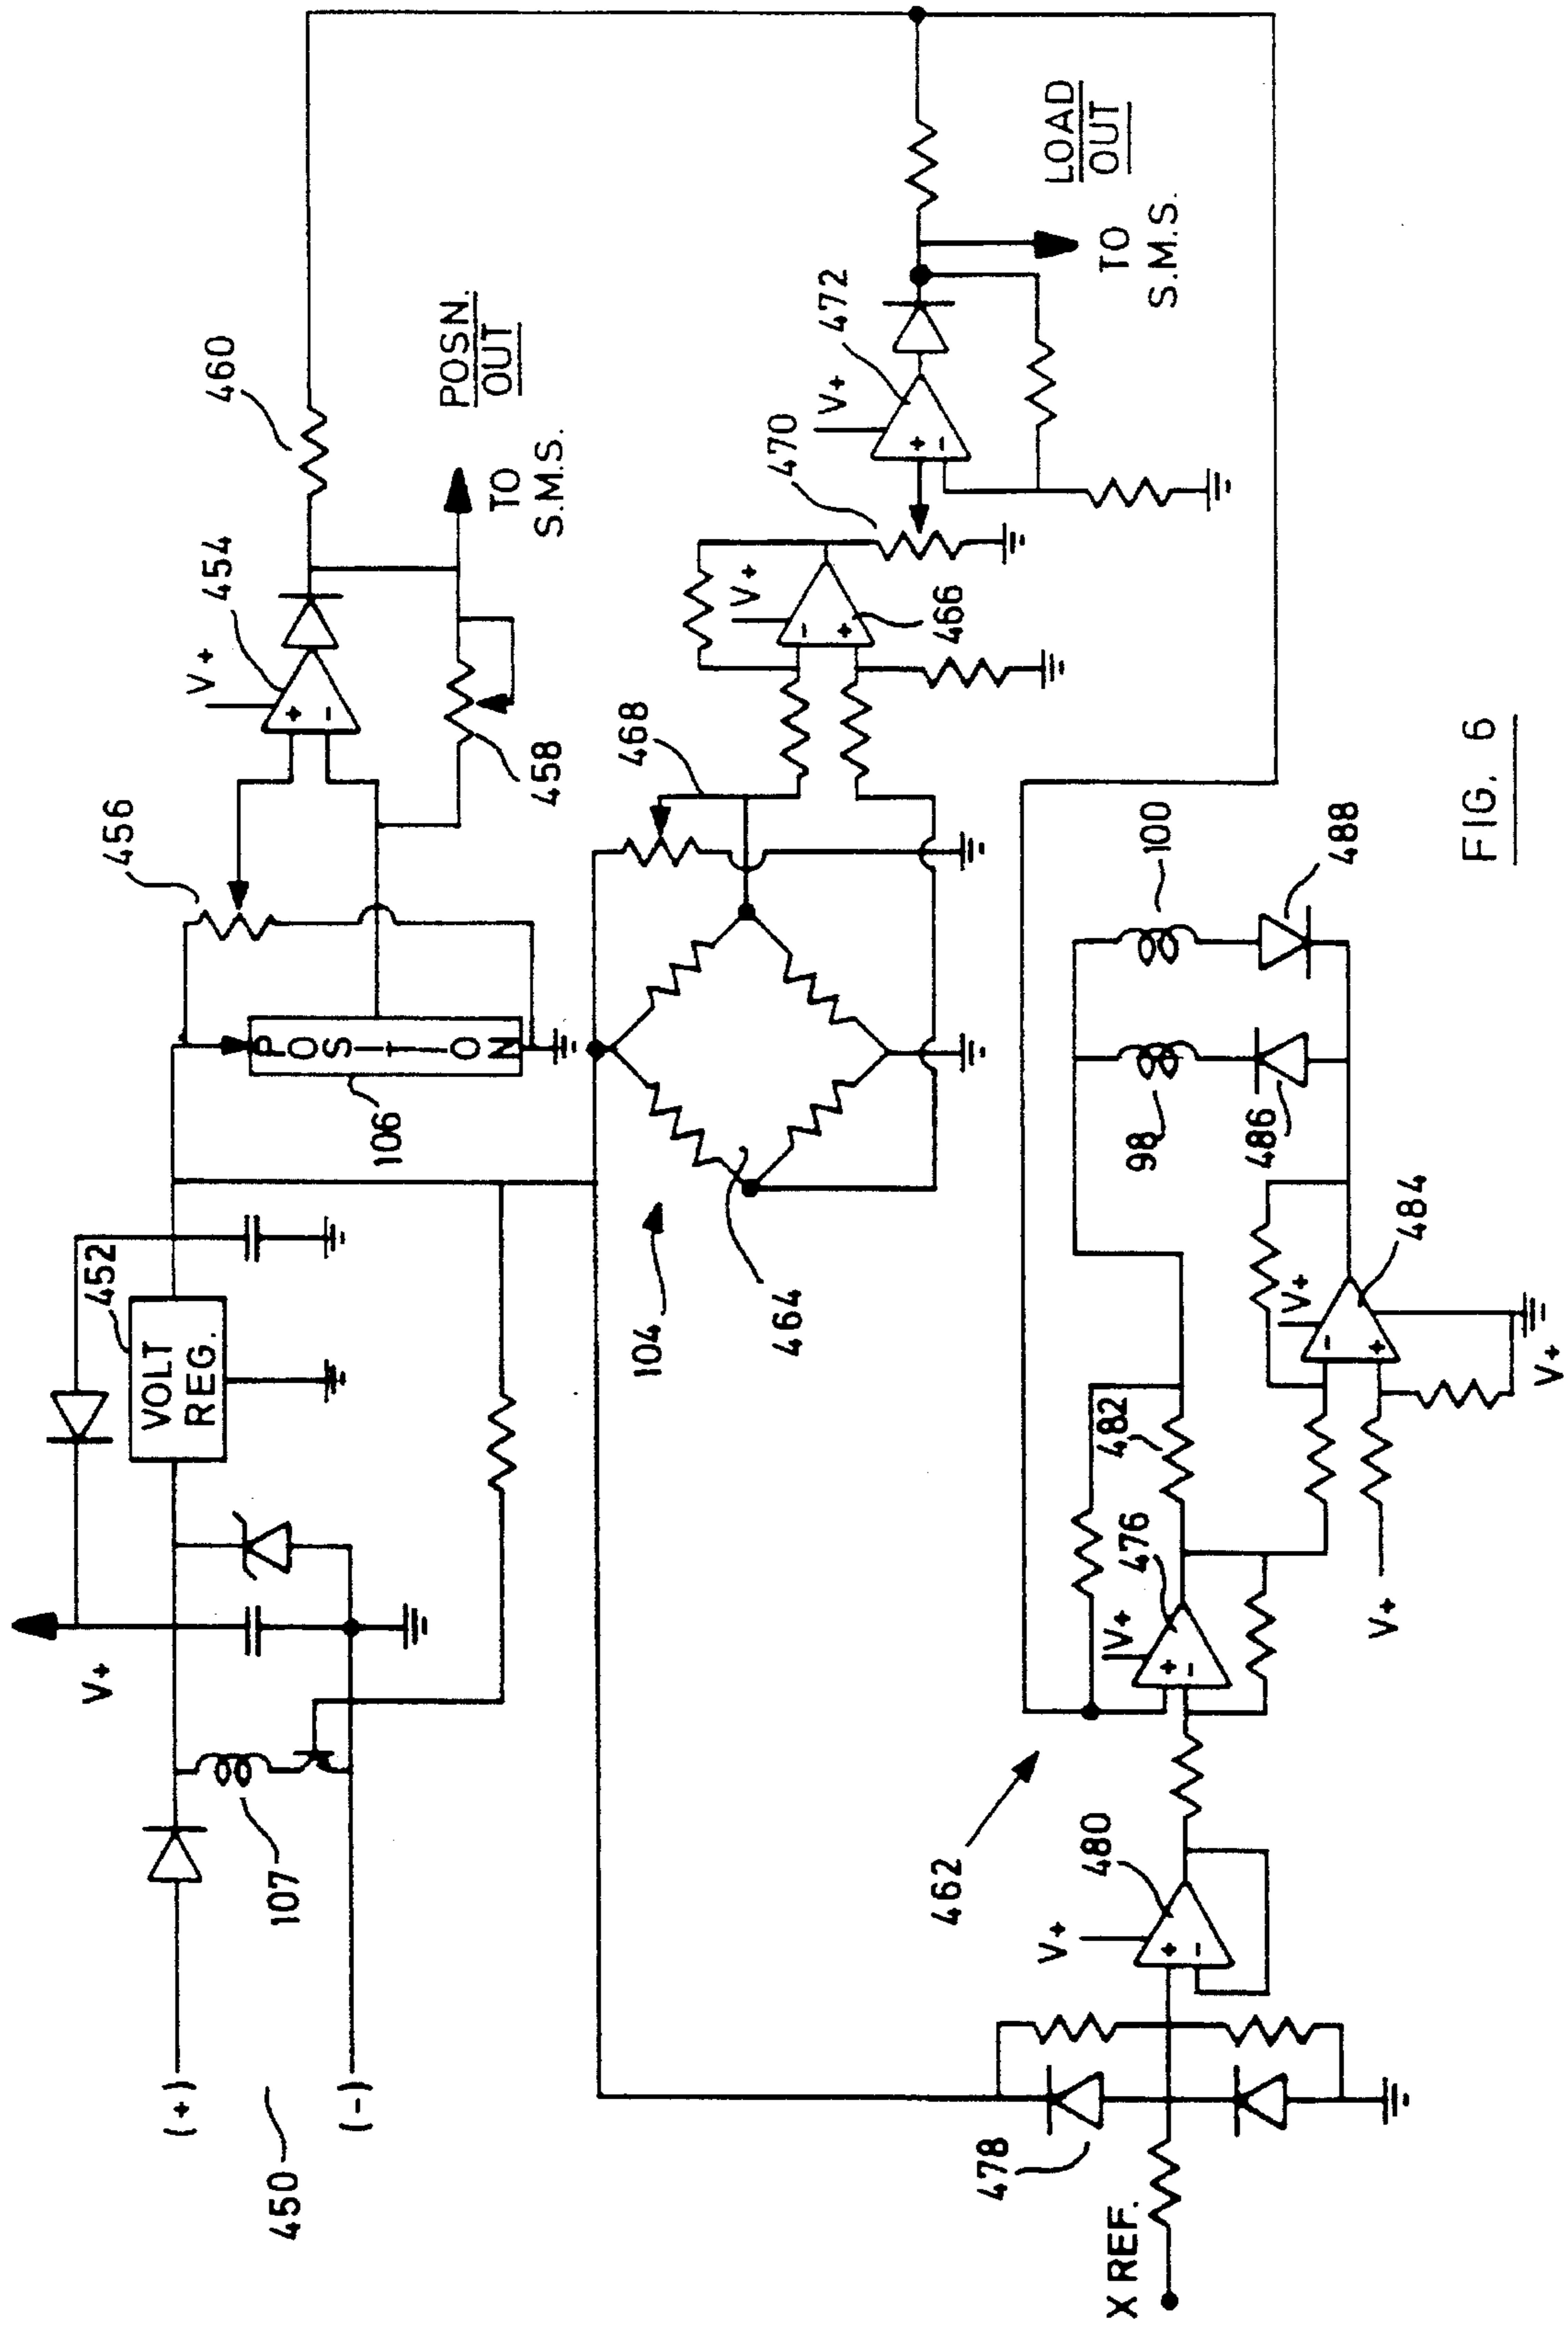 460
POSN.
OUT
TO
S.M.S.
454
V+
+
-
458
456
POSITION
106
452
VOLT
REG.
V+
107
(+)
(-)
450
468
V+
-
+
466
470
472
V+
+
-
LOAD
OUT
TO
S.M.S.
104
464
462
100
488
98
486
484
V+
-
+
V+
V+
482
476
V+
+
-
480
V+
+
-
478
X REF.
FIG. 6